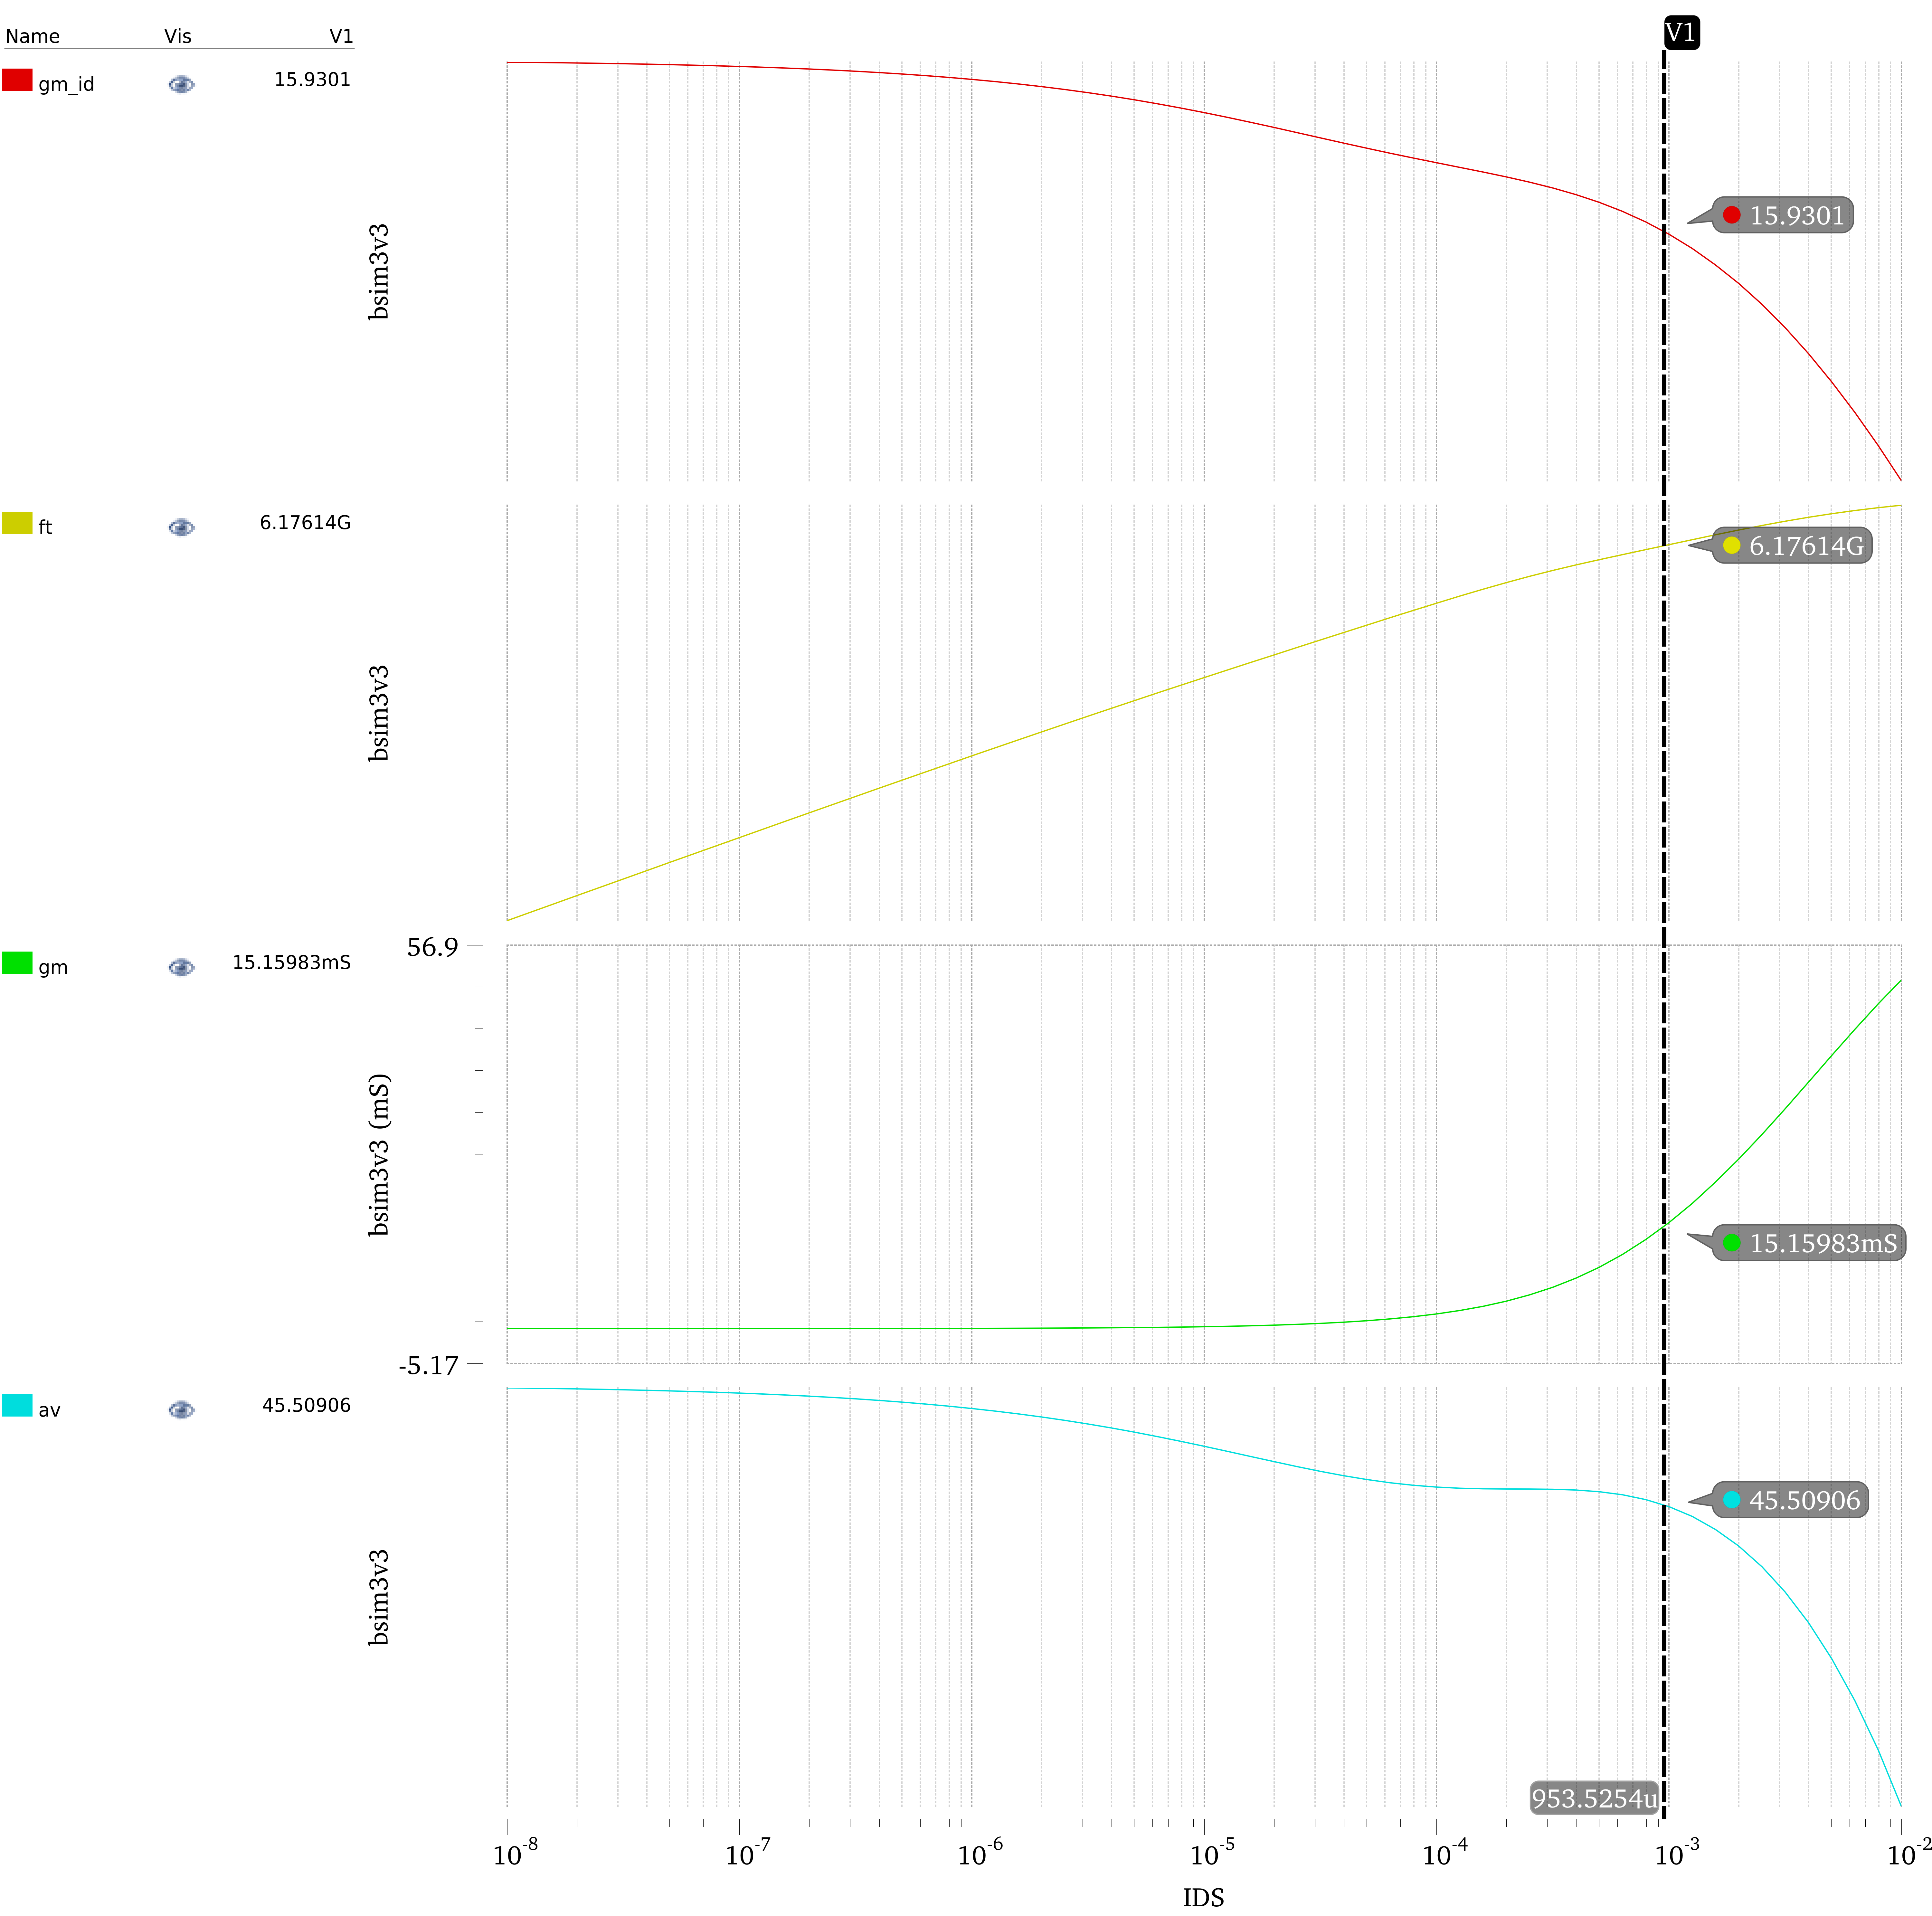 Name Vis V1
V1
gm_id 15.9301
15.9301
bsim3v3
ft 6.17614G
6.17614G
bsim3v3
gm 15.15983mS
56.9
bsim3v3 (mS)
15.15983mS
-5.17
av 45.50906
45.50906
bsim3v3
953.5254u
10-8 10-7 10-6 10-5 10-4 10-3 10-2
IDS